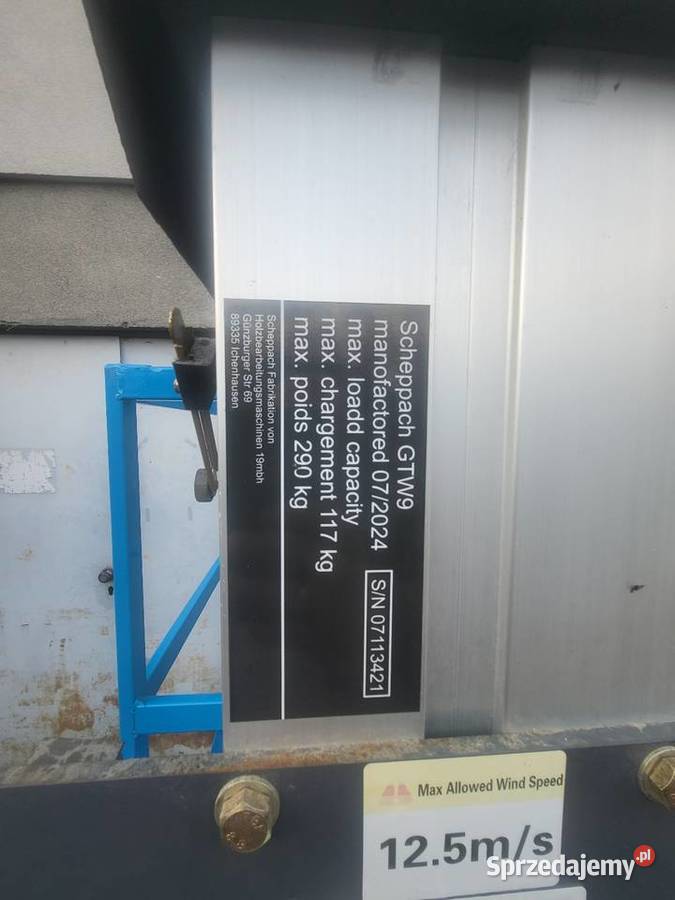 Scheppach GTW9
manofactored 07/2024
max. loadd capacity
max. chargement 117 kg
max. poids 290 kg
S/N 07113421
Scheppach Fabrikation von
Holzbearbeitungsmaschinen 19mbh
Günzburger Str 69
89335 Ichenhausen
Max Allowed Wind Speed
12.5m/s
Sprzedajemy.pl